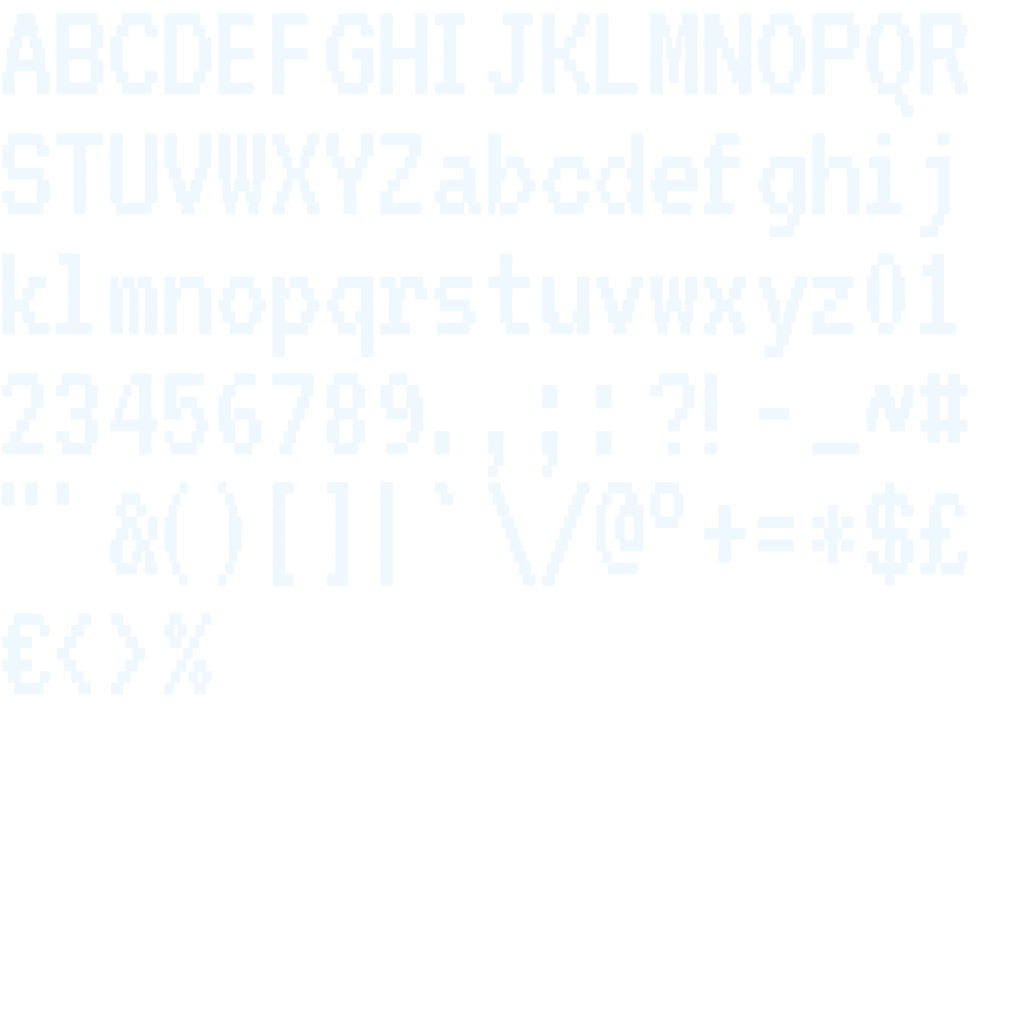 ABCDEFGHIJKLMNOPQR
STUVWXYZabcdefghij
klmnopqrstuvwxyz01
23456789.,;:?!-_~#
"'&()[]|`\/@°+=*$£
€<>%